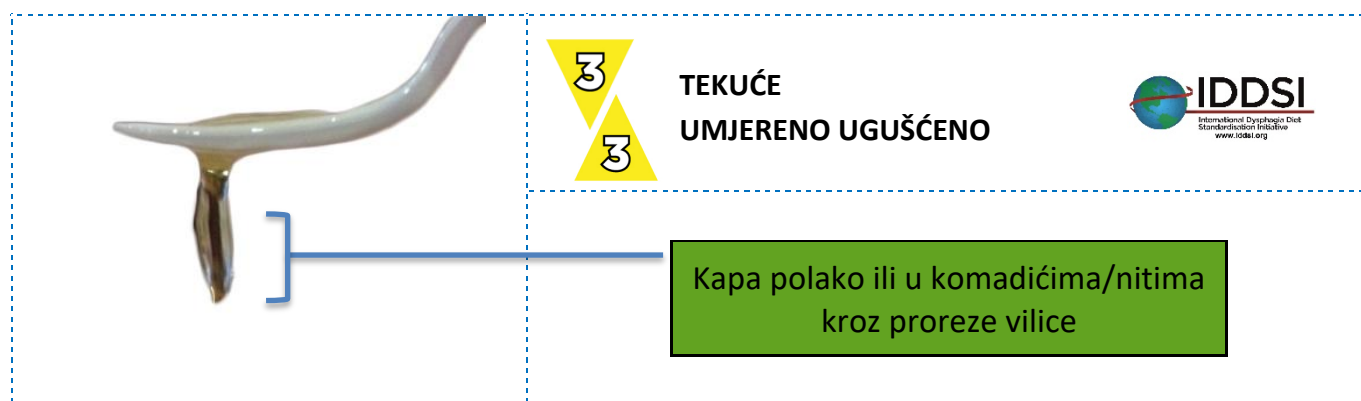 3
TEKUĆE
UMJERENO UGUŠĆENO
3
IDDSI
International Dysphagia Diet
Standardisation Initiative
www.iddsi.org
Kapa polako ili u komadićima/nitima
kroz proreze vilice